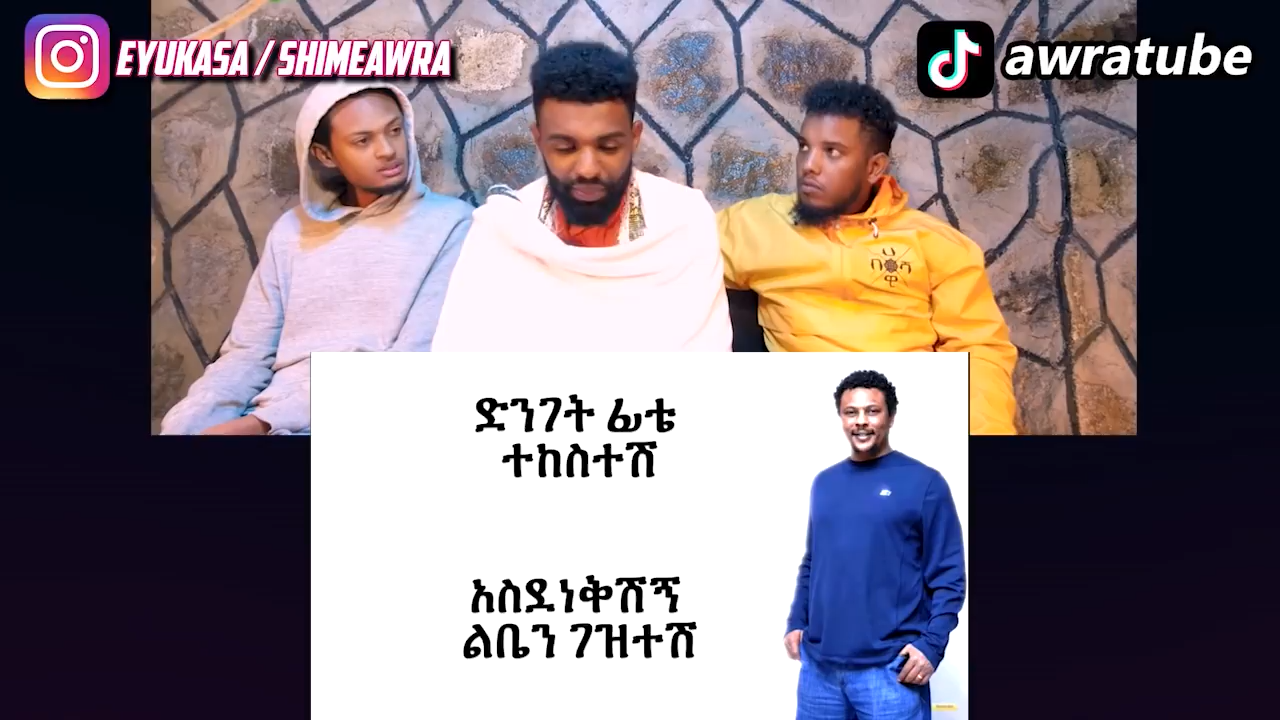 EYUKASA / SHIMEAWRA
awratube
ሀ
በ ሻ
ዊ
ድንገት ፊቴ
ተከስተሽ
አስደነቅሽኝ
ልቤን ገዝተሽ